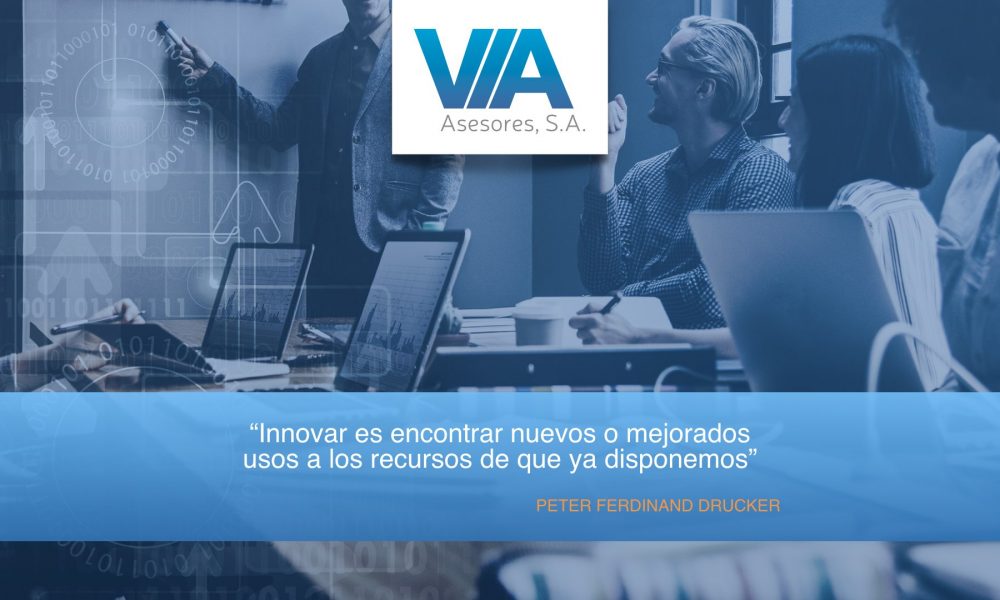 VIA
Asesores, S.A.
“Innovar es encontrar nuevos o mejorados
usos a los recursos de que ya disponemos”
PETER FERDINAND DRUCKER